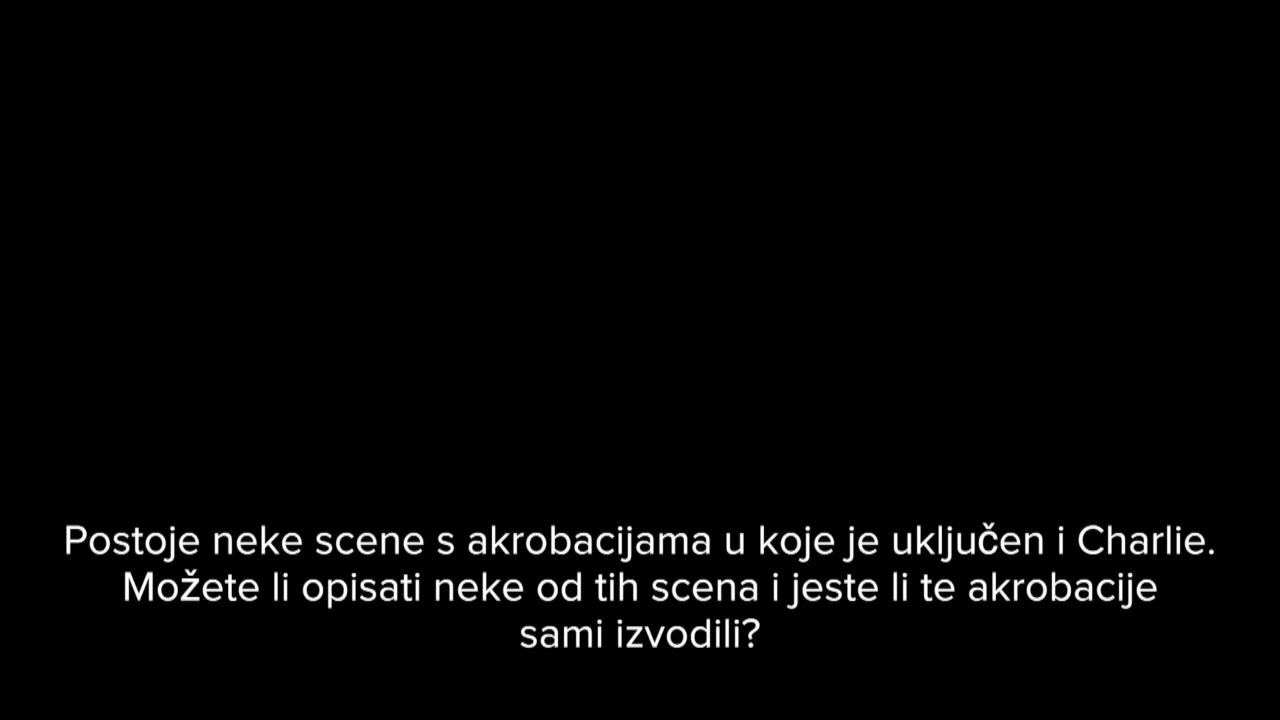 Postoje neke scene s akrobacijama u koje je uključen i Charlie.
Možete li opisati neke od tih scena i jeste li te akrobacije
sami izvodili?